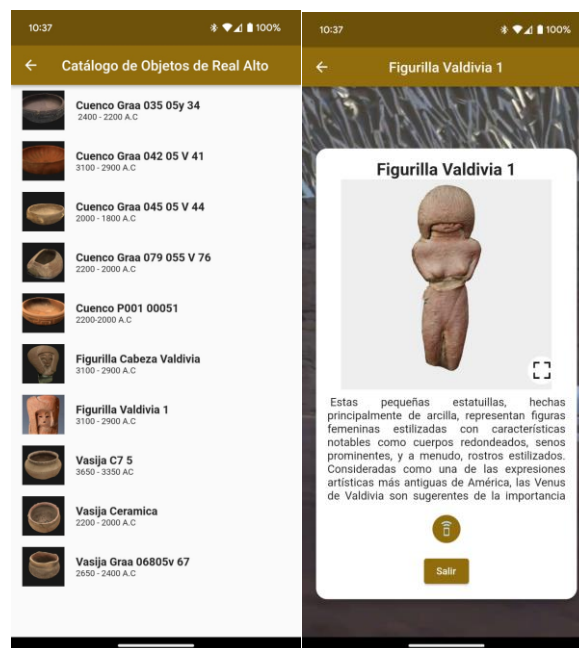 10:37
100%
Catálogo de Objetos de Real Alto
Cuenco Graa 035 05y 34
2400 - 2200 A.C
Cuenco Graa 042 05 V 41
3100 - 2900 A.C
Cuenco Graa 045 05 V 44
2000 - 1800 A.C
Cuenco Graa 079 055 V 76
2200 - 2000 A.C
Cuenco P001 00051
2200-2000 A.C
Figurilla Cabeza Valdivia
3100 - 2900 A.C
Figurilla Valdivia 1
3100 - 2900 A.C
Vasija C7 5
3650 - 3350 AC
Vasija Ceramica
2200 - 2000 A.C
Vasija Graa 06805v 67
2650 - 2400 A.C
10:37
100%
Figurilla Valdivia 1
Figurilla Valdivia 1
Estas pequeñas estatuillas, hechas
principalmente de arcilla, representan figuras
femeninas estilizadas con características
notables como cuerpos redondeados, senos
prominentes, y a menudo, rostros estilizados.
Consideradas como una de las expresiones
artísticas más antiguas de América, las Venus
de Valdivia son sugerentes de la importancia
Salir